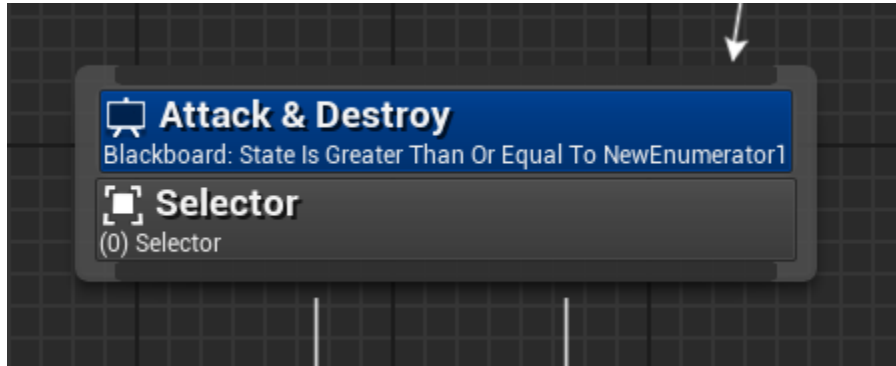 Attack & Destroy
Blackboard: State Is Greater Than Or Equal To NewEnumerator1
Selector
(0) Selector